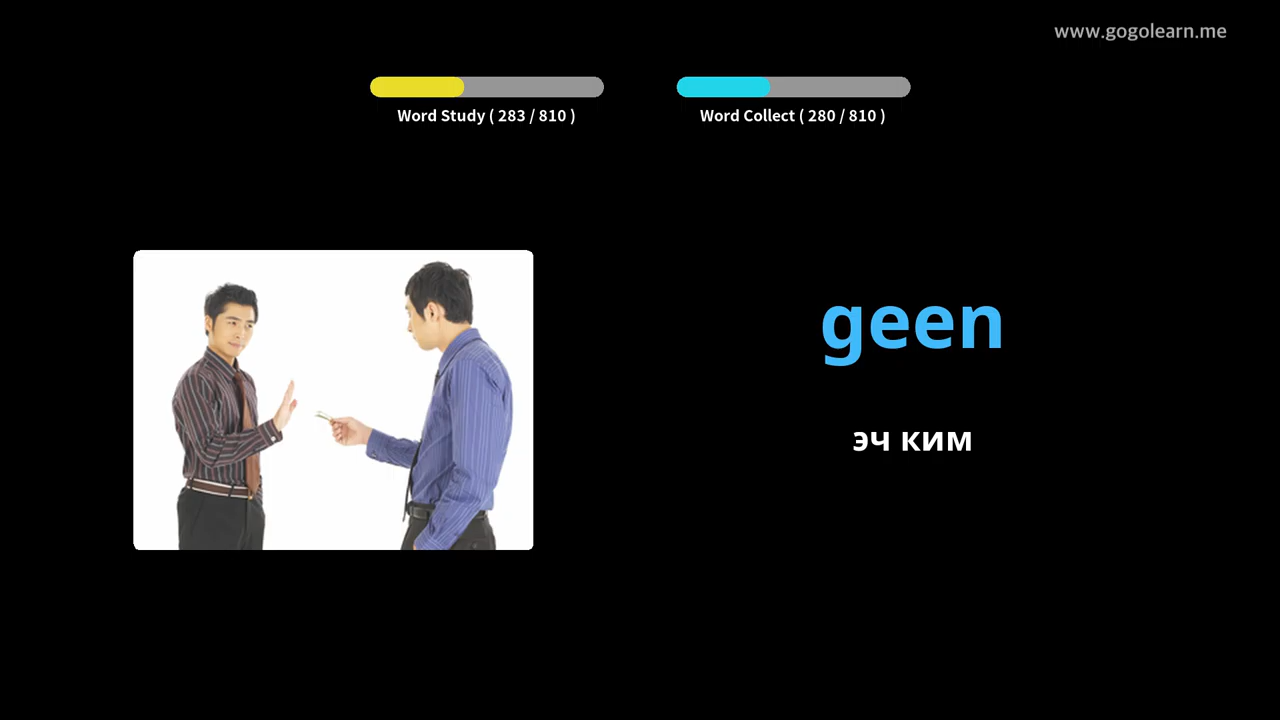 www.gogolearn.me
Word Study ( 283 / 810 )
Word Collect ( 280 / 810 )
geen
эч ким